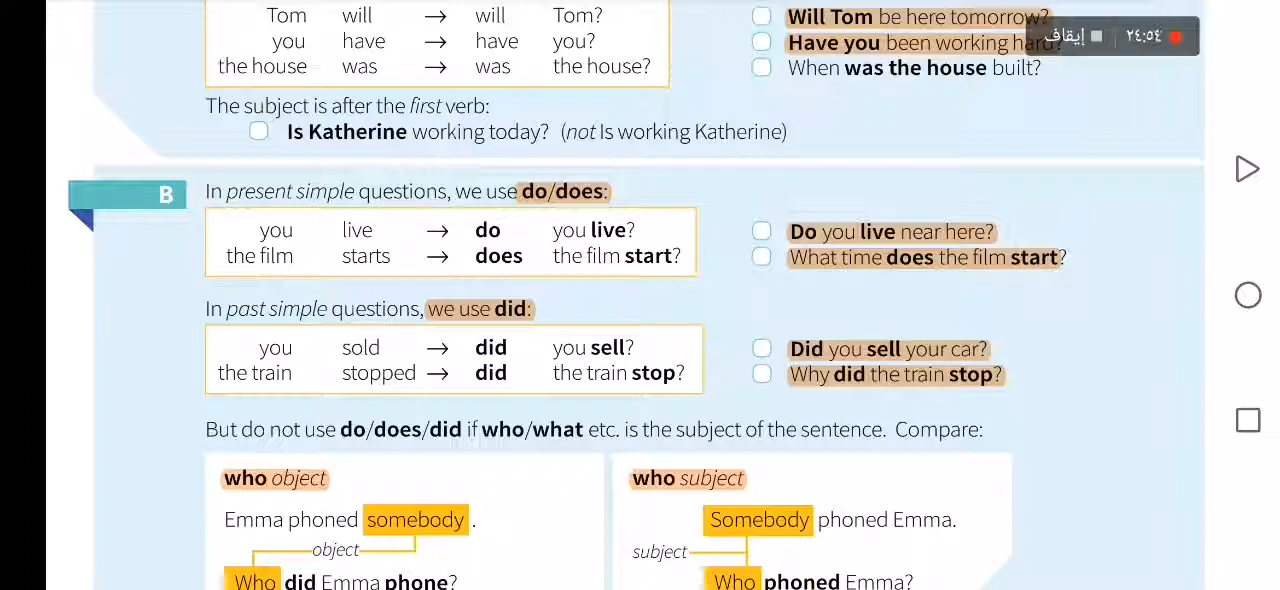 Tom will → will Tom?
you have → have you?
the house was → was the house?
Will Tom be here tomorrow?
Have you been working hard?
When was the house built?
إيقاف ٢٤:٥٤
The subject is after the first verb:
Is Katherine working today? (not Is working Katherine)
B
In present simple questions, we use do/does:
you live → do you live?
the film starts → does the film start?
Do you live near here?
What time does the film start?
In past simple questions, we use did:
you sold → did you sell?
the train stopped → did the train stop?
Did you sell your car?
Why did the train stop?
But do not use do/does/did if who/what etc. is the subject of the sentence. Compare:
who object
Emma phoned somebody .
object
Who did Emma phone?
who subject
Somebody phoned Emma.
subject
Who phoned Emma?